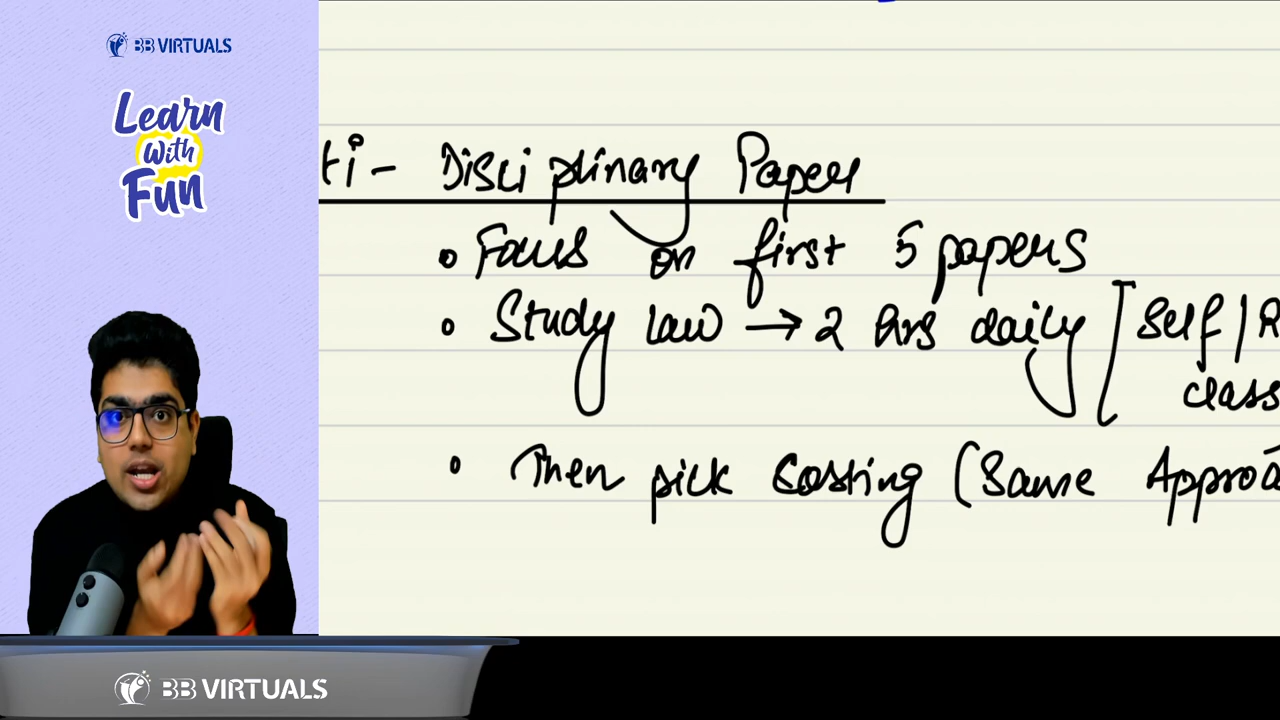 BB VIRTUALS
Learn
With
Fun
ti - Disciplinary Paper
• Focus on first 5 papers
• Study law → 2 hrs daily [ Self / R
class
• Then pick Costing (Same Approa
BB VIRTUALS